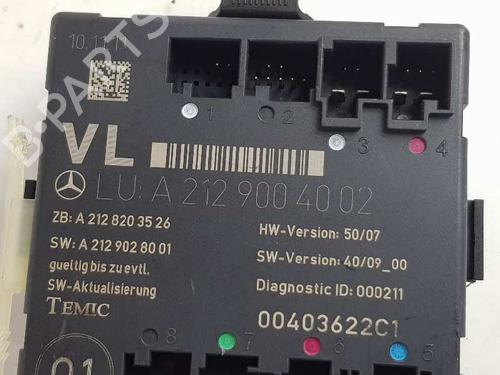 10.11.11
1
2
3
4
VL
LU: A 212 900 40 02
ZB: A 212 820 35 26
SW: A 212 902 80 01
gueltig bis zu evtl.
SW-Aktualisierung
TEMIC
HW-Version: 50/07
SW-Version: 40/09_00
Diagnostic ID: 000211
00403622C1
8
7
6
5
01
B-PARTS